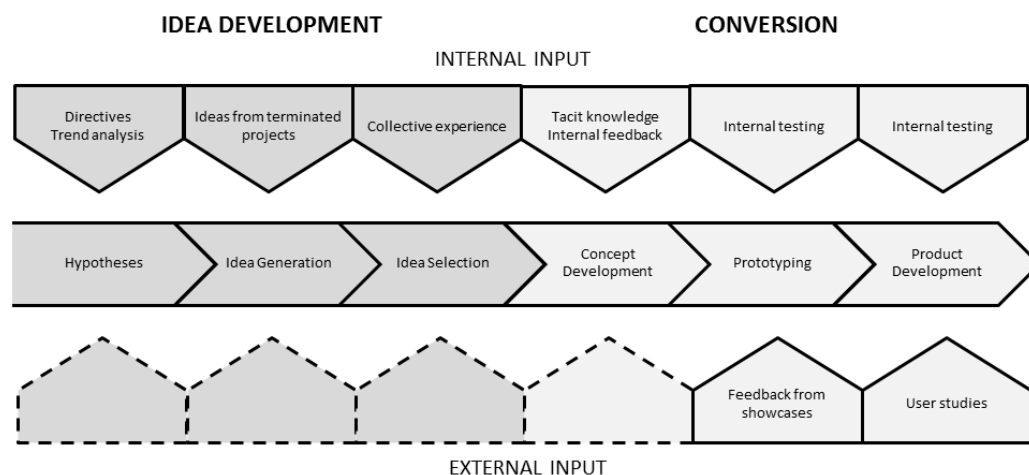 IDEA DEVELOPMENT
CONVERSION
INTERNAL INPUT
Directives
Trend analysis
Ideas from terminated
projects
Collective experience
Tacit knowledge
Internal feedback
Internal testing
Internal testing
Hypotheses
Idea Generation
Idea Selection
Concept
Development
Prototyping
Product
Development
Feedback from
showcases
User studies
EXTERNAL INPUT